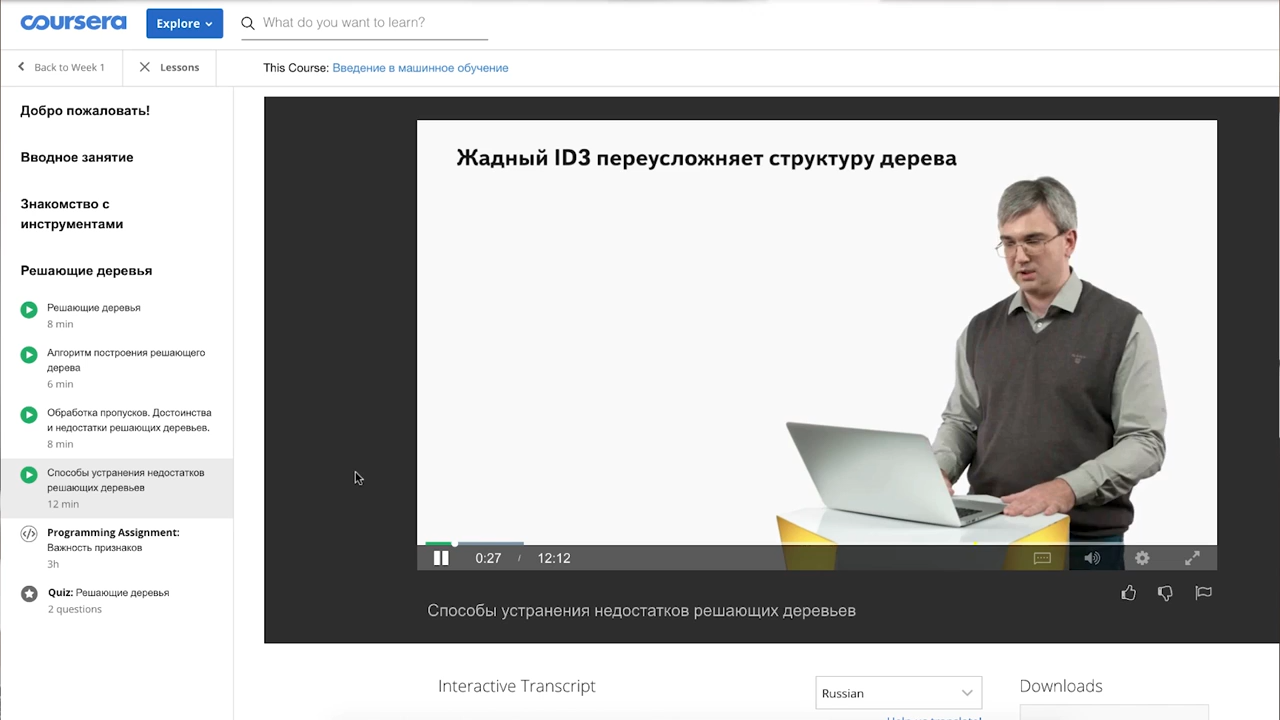 coursera
Explore
What do you want to learn?
Back to Week 1
Lessons
This Course: Введение в машинное обучение
Добро пожаловать!
Вводное занятие
Знакомство с
инструментами
Решающие деревья
Решающие деревья
8 min
Алгоритм построения решающего
дерева
6 min
Обработка пропусков. Достоинства
и недостатки решающих деревьев.
8 min
Способы устранения недостатков
решающих деревьев
12 min
Programming Assignment:
Важность признаков
3h
Quiz: Решающие деревья
2 questions
Жадный ID3 переусложняет структуру дерева
0:27 / 12:12
Способы устранения недостатков решающих деревьев
Interactive Transcript
Russian
Help us translate!
Downloads